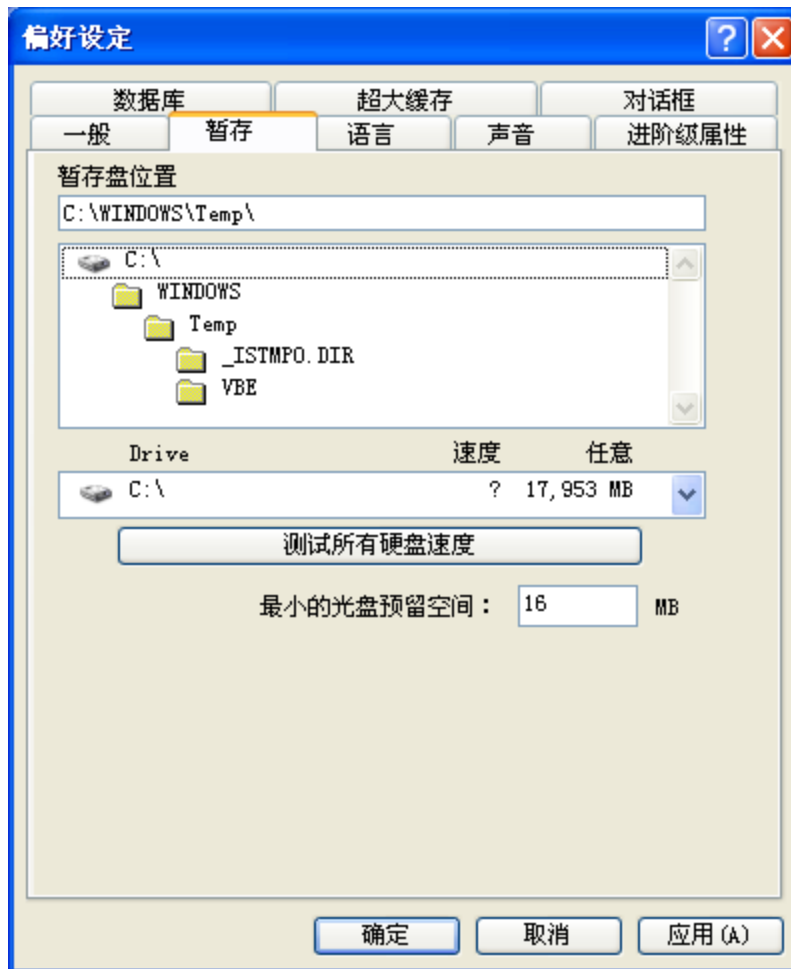 偏好设定
数据库 超大缓存 对话框
一般 暂存 语言 声音 进阶级属性
暂存盘位置
C:\WINDOWS\Temp\
C:\
WINDOWS
Temp
_ISTMPO.DIR
VBE
Drive 速度 任意
C:\ ? 17,953 MB
测试所有硬盘速度
最小的光盘预留空间： 16 MB
确定 取消 应用(A)